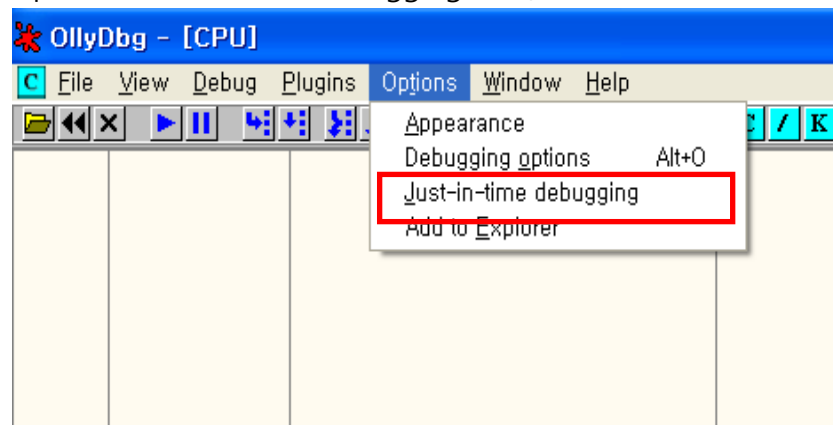 OllyDbg - [CPU]
C File View Debug Plugins Options Window Help
/ K
Appearance
Debugging options Alt+O
Just-in-time debugging
Add to Explorer